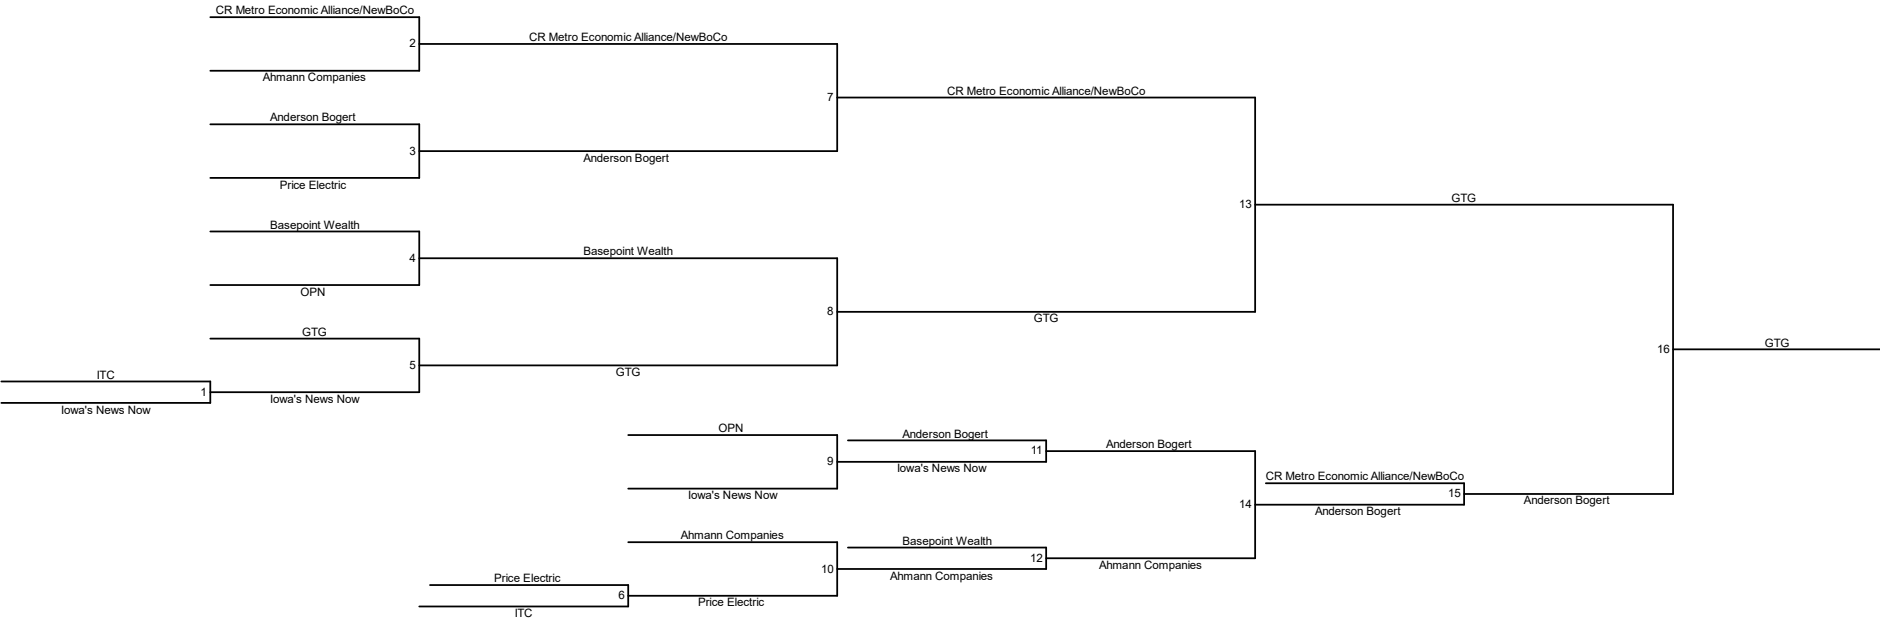 CR Metro Economic Alliance/NewBoCo
2
CR Metro Economic Alliance/NewBoCo
Ahmann Companies
7
CR Metro Economic Alliance/NewBoCo
Anderson Bogert
3
Anderson Bogert
Price Electric
13
GTG
Basepoint Wealth
4
Basepoint Wealth
OPN
8
GTG
GTG
5
GTG
ITC
1
Iowa's News Now
Iowa's News Now
16
GTG
OPN
9
Iowa's News Now
Anderson Bogert
11
Iowa's News Now
Anderson Bogert
14
CR Metro Economic Alliance/NewBoCo
15
Anderson Bogert
Anderson Bogert
Ahmann Companies
10
Price Electric
6
ITC
Price Electric
Basepoint Wealth
12
Ahmann Companies
Ahmann Companies